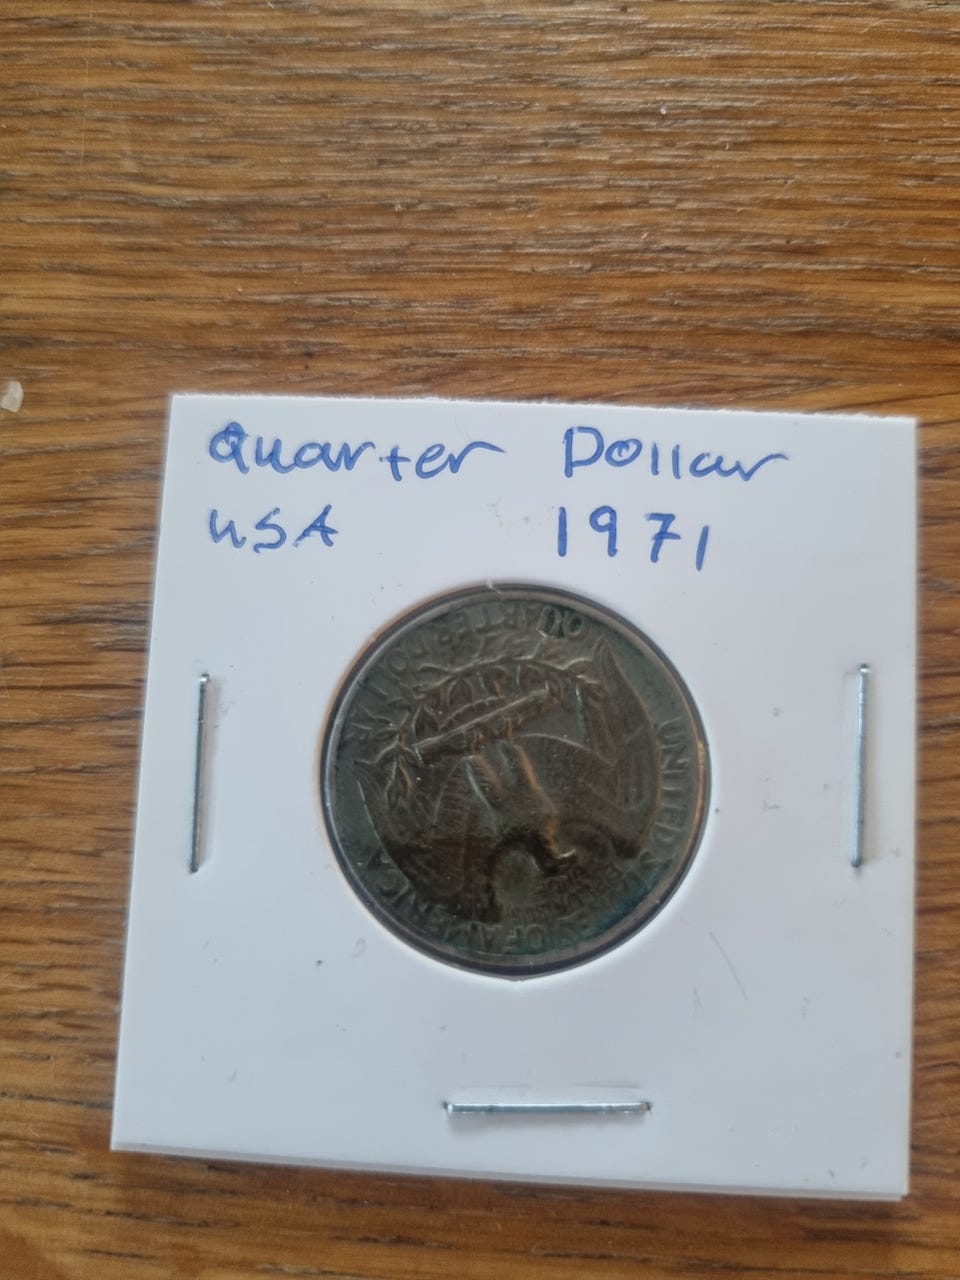 Quarter Dollar
USA 1971
QUARTER DOLLAR
UNITED STATES OF AMERICA